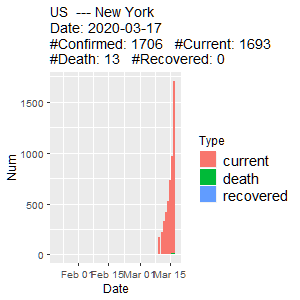 US --- New York
Date: 2020-03-17
#Confirmed: 1706 #Current: 1693
#Death: 13 #Recovered: 0
Num
1500
1000
500
0
Feb 01 Feb 15 Mar 01 Mar 15
Date
Type
current
death
recovered